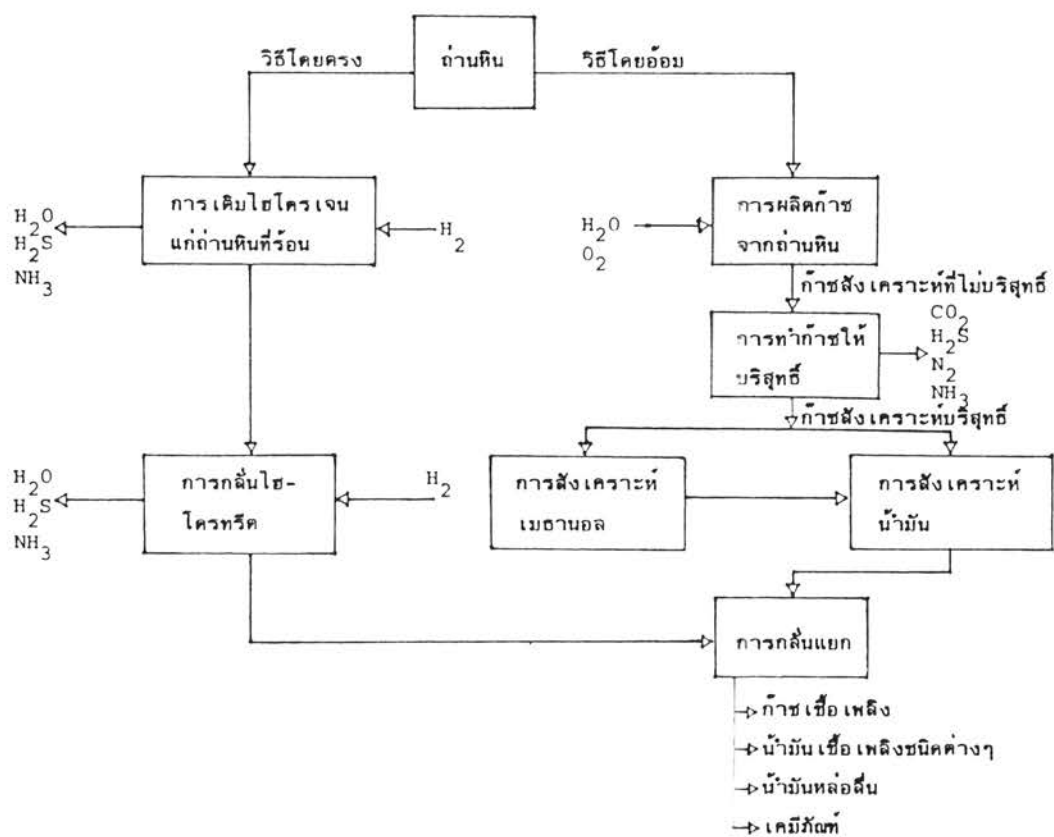 วิธีโดยตรง
ถ่านหิน
วิธีโดยอ้อม
การเติมไฮโดรเจน
แก่ถ่านหินที่ร้อน
H2O
H2S
NH3
H2
H2O
O2
การผลิตก๊าซ
จากถ่านหิน
ก๊าซสังเคราะห์ที่ไม่บริสุทธิ์
การทำก๊าซให้
บริสุทธิ์
CO2
H2S
N2
NH3
ก๊าซสังเคราะห์บริสุทธิ์
H2O
H2S
NH3
การกลั่นไฮ-
โดรทรีต
H2
การสังเคราะห์
เมธานอล
การสังเคราะห์
น้ำมัน
การกลั่นแยก
ก๊าซเชื้อเพลิง
น้ำมันเชื้อเพลิงชนิดต่างๆ
น้ำมันหล่อลื่น
เคมีภัณฑ์